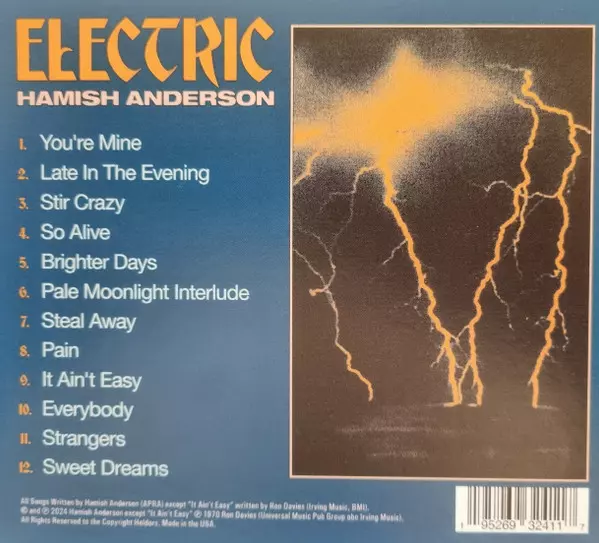 ELECTRIC
HAMISH ANDERSON
1. You're Mine
2. Late In The Evening
3. Stir Crazy
4. So Alive
5. Brighter Days
6. Pale Moonlight Interlude
7. Steal Away
8. Pain
9. It Ain't Easy
10. Everybody
11. Strangers
12. Sweet Dreams
All Songs Written by Hamish Anderson (APRA) except "It Ain't Easy" written by Ron Davies (Irving Music, BMI).
© and ℗ 2024 Hamish Anderson except "It Ain't Easy" ℗ 1970 Ron Davies (Universal Music Pub Group obo Irving Music).
All Rights Reserved to the Copyright Holders. Made in the USA.
1 95269 32411 7